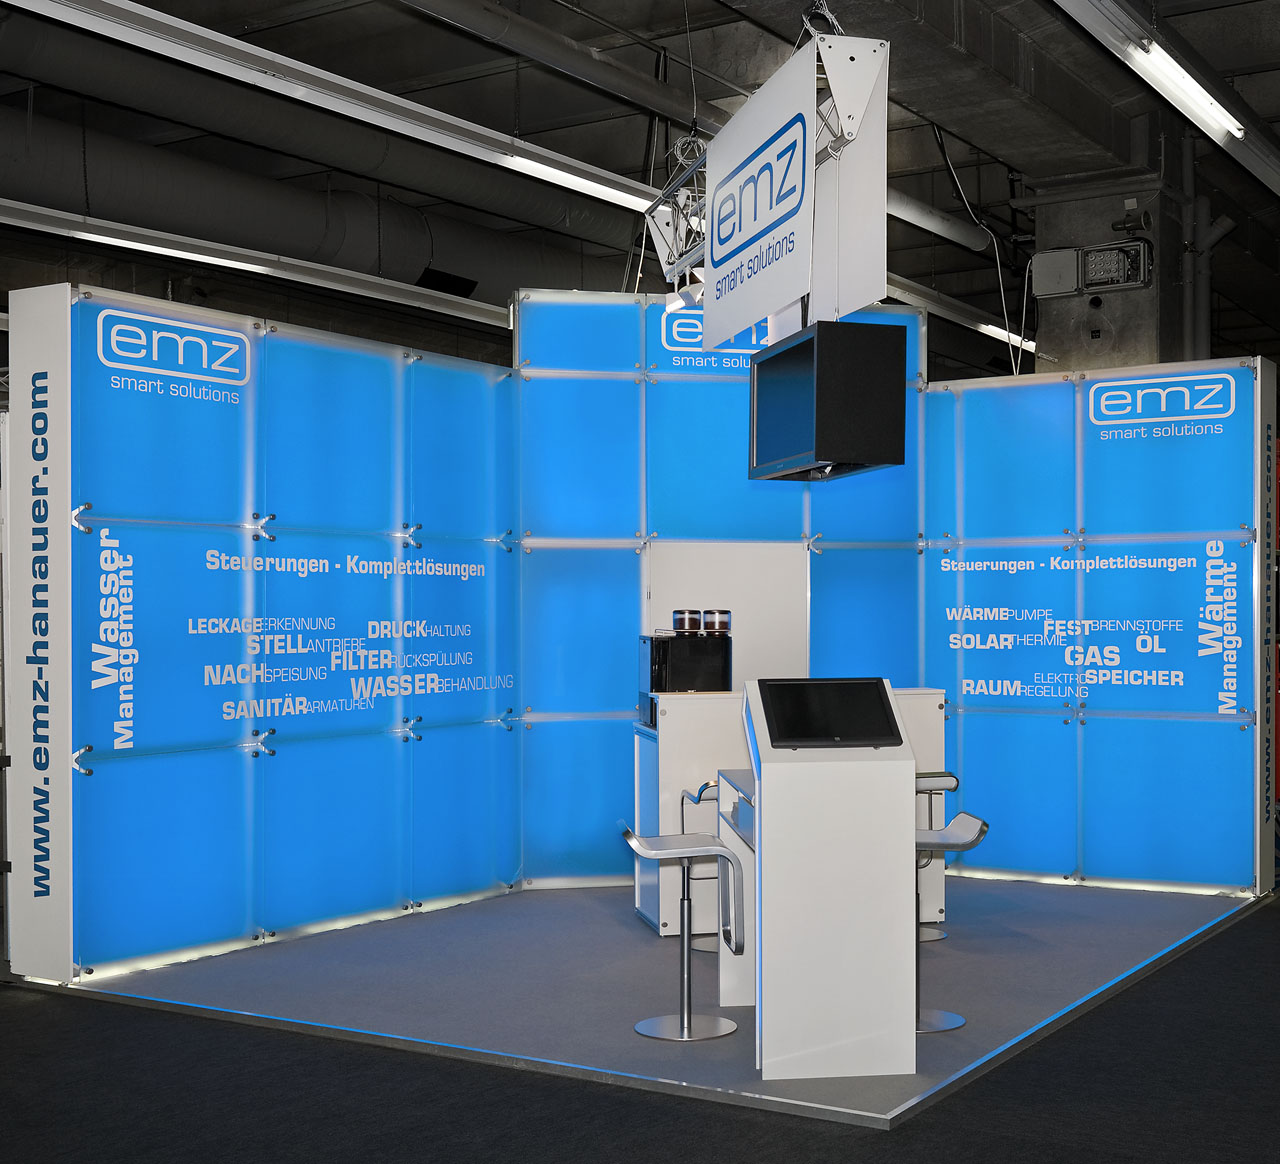 www.emz-hanauer.com
emz
smart solutions
Wasser
Management
Steuerungen - Komplettlösungen
LECKAGEERKENNUNG
STELLANTRIEBE
DRUCKHALTUNG
NACHSPEISUNG
FILTERRÜCKSPÜLUNG
WASSERBEHANDLUNG
SANITÄRARMATUREN
emz
smart solutions
emz
smart solutions
emz
smart solutions
Steuerungen - Komplettlösungen
WÄRMEPUMPE
FESTBRENNSTOFFE
SOLARTHERMIE
GAS
ÖL
ELEKTROSPEICHER
RAUMREGELUNG
Wärme
Management
www.emz-hanauer.com